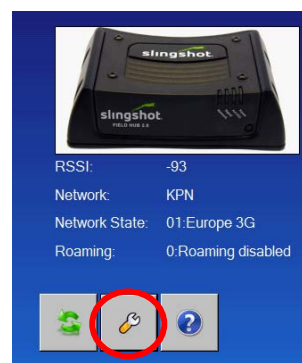 slingshot
slingshot.
FIELD HUB 2.0
RSSI: -93
Network: KPN
Network State: 01:Europe 3G
Roaming: 0:Roaming disabled
?